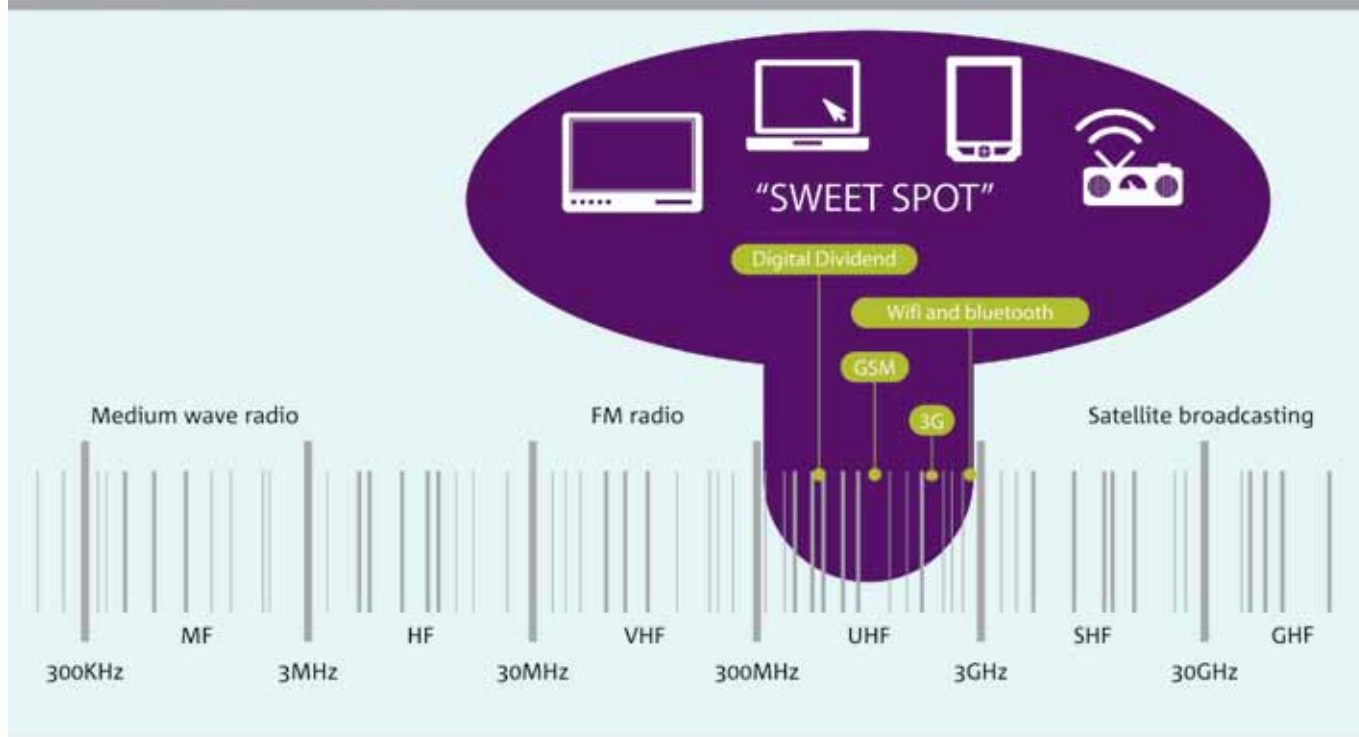 “SWEET SPOT”
Digital Dividend
Wifi and bluetooth
GSM
3G
Medium wave radio
FM radio
Satellite broadcasting
MF
HF
VHF
UHF
SHF
GHF
300KHz
3MHz
30MHz
300MHz
3GHz
30GHz